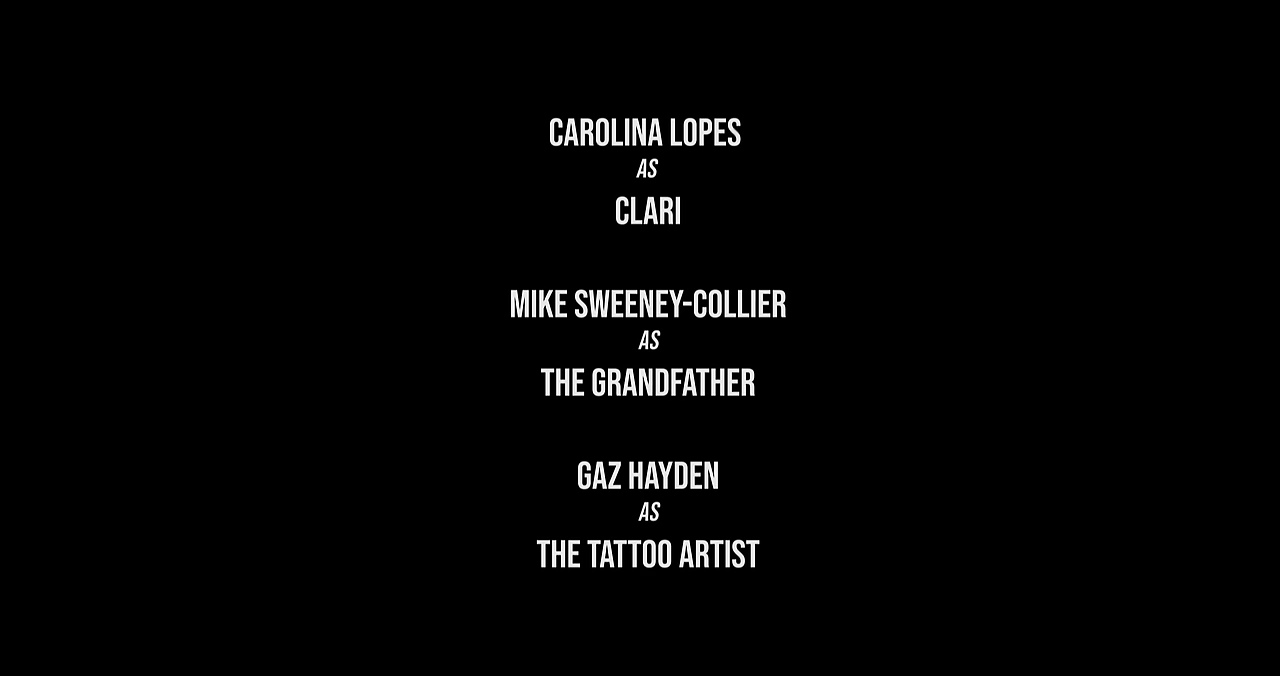 CAROLINA LOPES
AS
CLARI
MIKE SWEENEY-COLLIER
AS
THE GRANDFATHER
GAZ HAYDEN
AS
THE TATTOO ARTIST